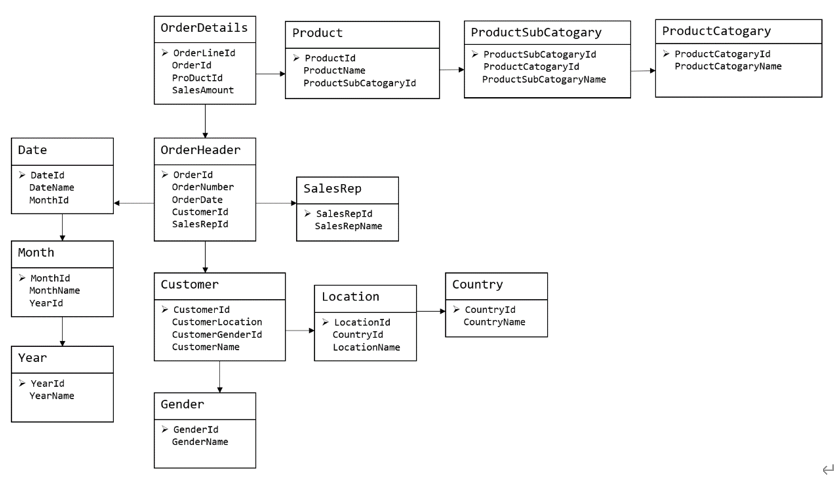 OrderDetails
OrderLineId
OrderId
ProDuctId
SalesAmount
Product
ProductId
ProductName
ProductSubCatogaryId
ProductSubCatogary
ProductSubCatogaryId
ProductCatogaryId
ProductSubCatogaryName
ProductCatogary
ProductCatogaryId
ProductCatogaryName
Date
DateId
DateName
MonthId
OrderHeader
OrderId
OrderNumber
OrderDate
CustomerId
SalesRepId
SalesRep
SalesRepId
SalesRepName
Month
MonthId
MonthName
YearId
Customer
CustomerId
CustomerLocation
CustomerGenderId
CustomerName
Location
LocationId
CountryId
LocationName
Country
CountryId
CountryName
Year
YearId
YearName
Gender
GenderId
GenderName